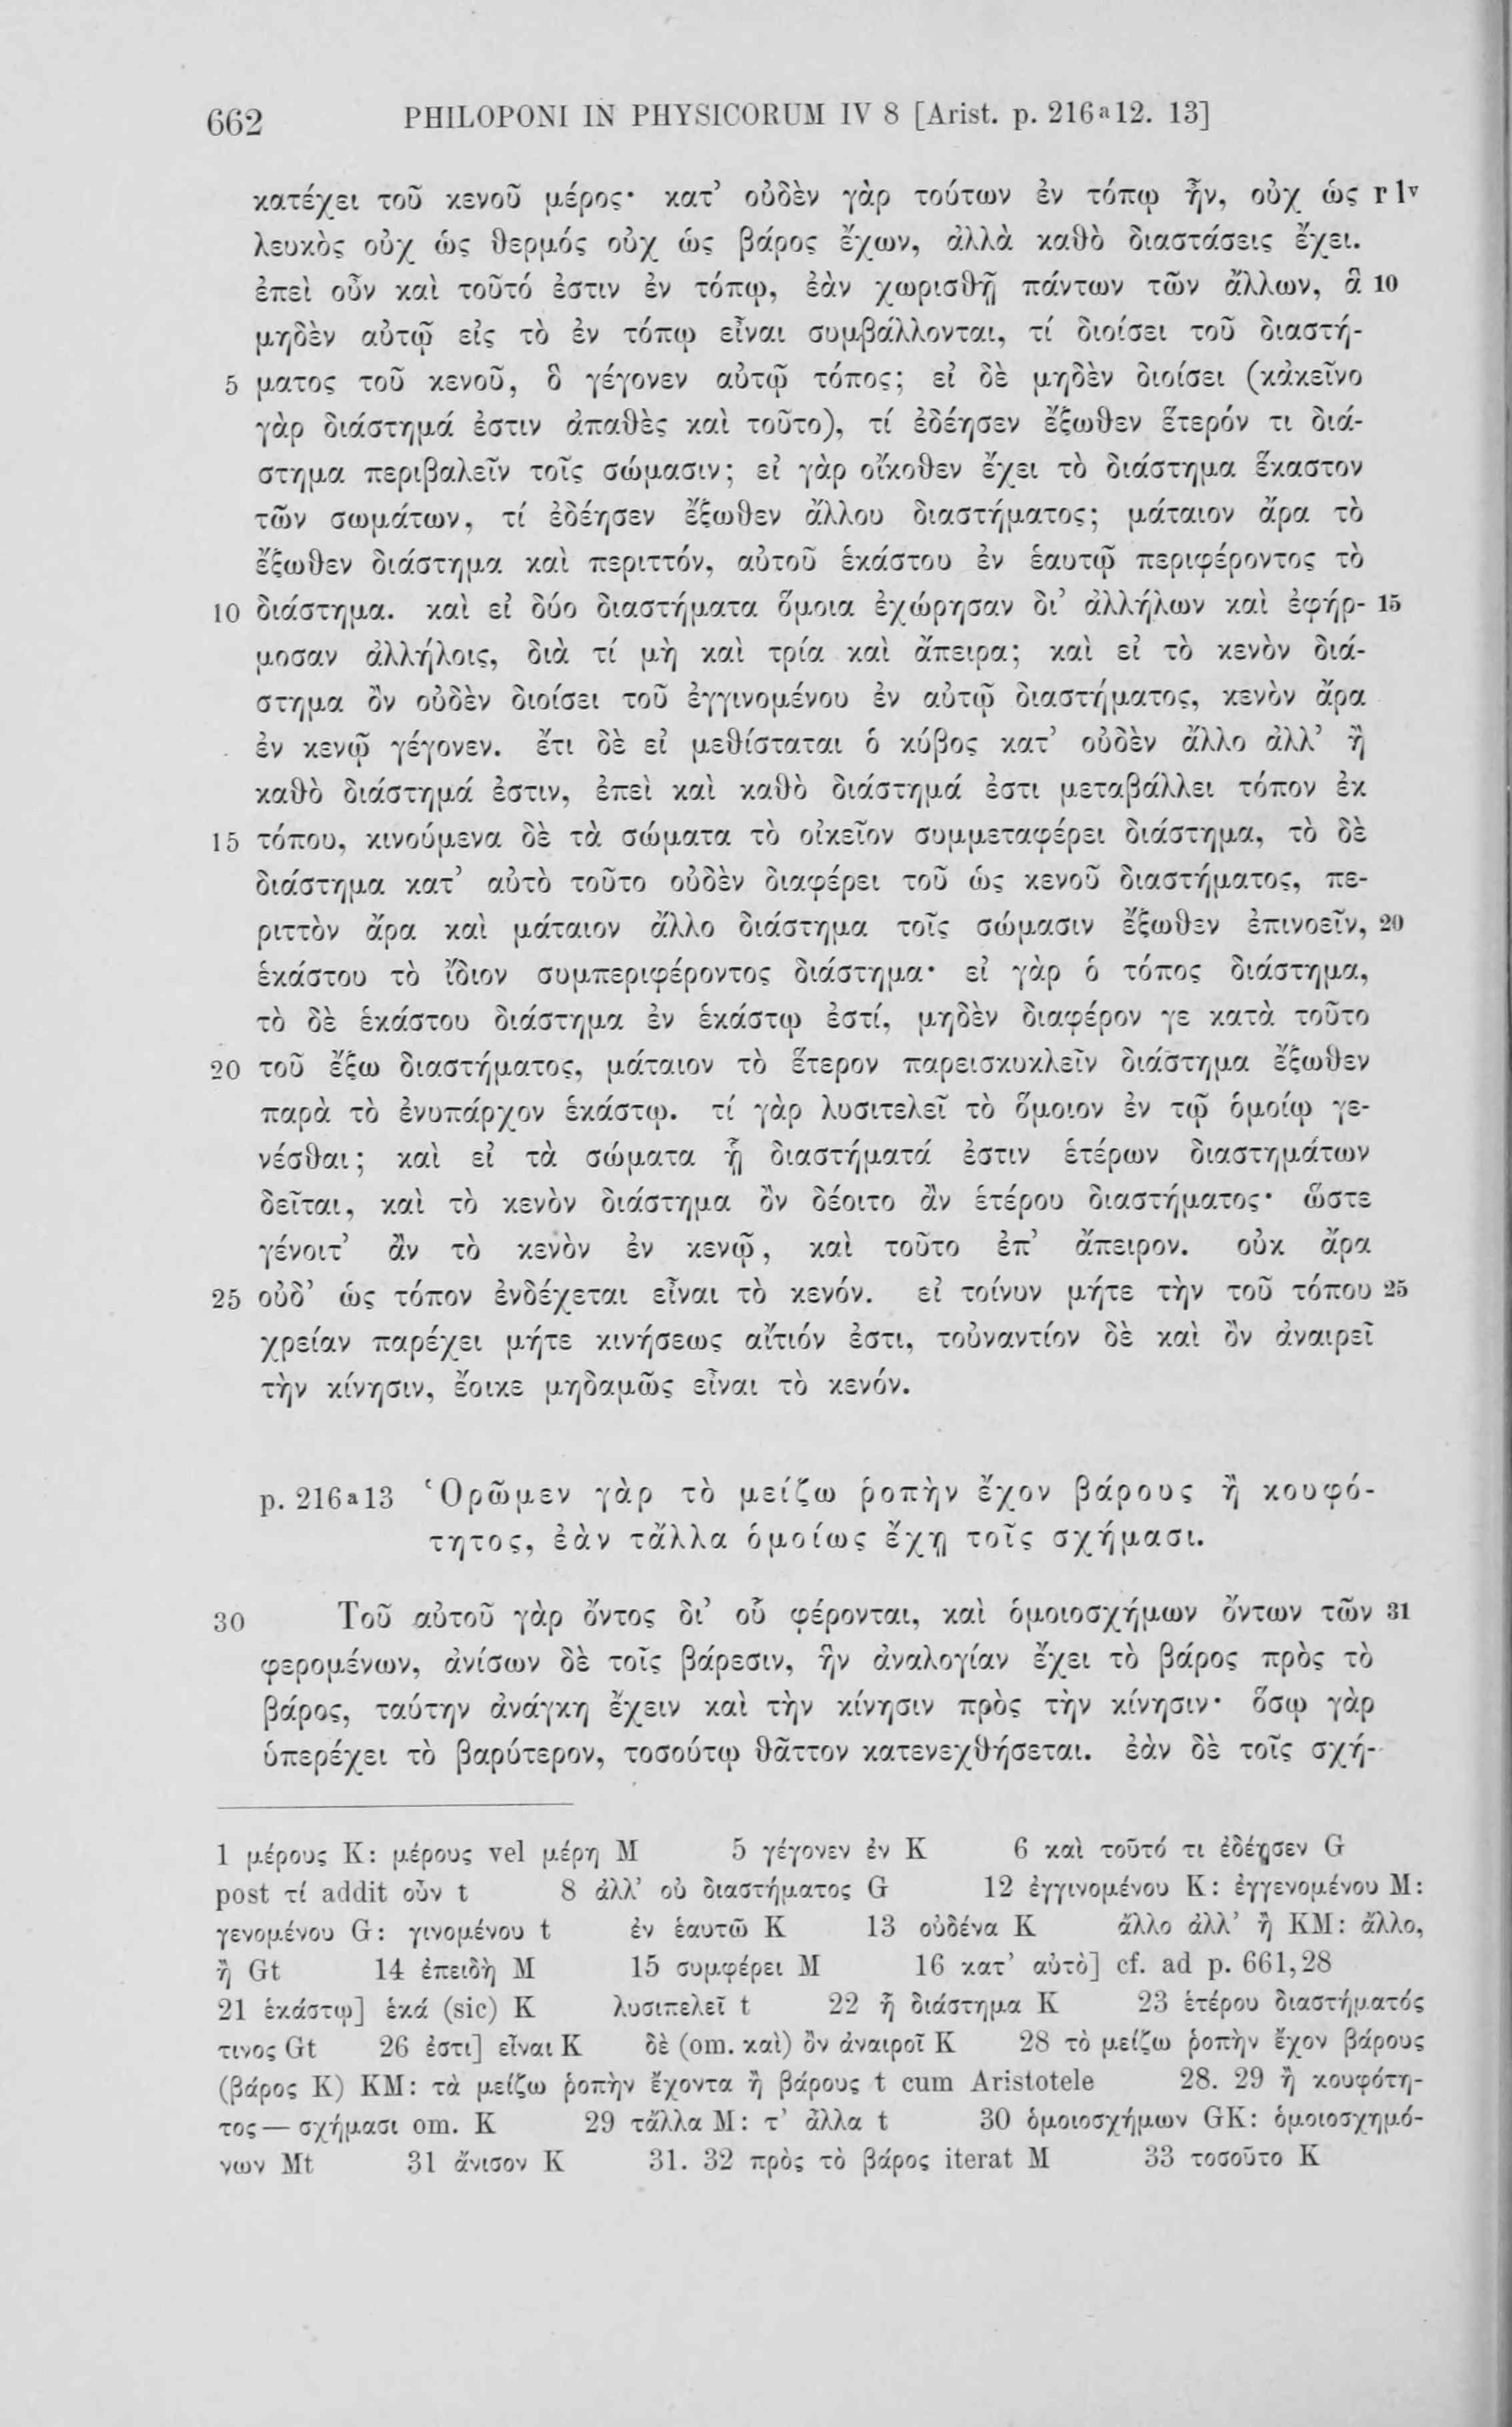 662 PHILOPONI IN PHYSICORUM IV 8 [Arist. p. 216a12. 13]
κατέχει τοῦ κενοῦ μέρος· κατ’ οὐδὲν γὰρ τούτων ἐν τόπῳ ἦν, οὐχ ὡς r 1v
λευκὸς οὐχ ὡς θερμός οὐχ ὡς βάρος ἔχων, ἀλλὰ καθὸ διαστάσεις ἔχει.
ἐπεὶ οὖν καὶ τοῦτό ἐστιν ἐν τόπῳ, ἐὰν χωρισθῇ πάντων τῶν ἄλλων, ἃ 10
μηδὲν αὐτῷ εἰς τὸ ἐν τόπῳ εἶναι συμβάλλονται, τί διοίσει τοῦ διαστή-
5 ματος τοῦ κενοῦ, ὃ γέγονεν αὐτῷ τόπος; εἰ δὲ μηδὲν διοίσει (κἀκεῖνο
γὰρ διάστημά ἐστιν ἀπαθὲς καὶ τοῦτο), τί ἐδέησεν ἔξωθεν ἕτερόν τι διά-
στημα περιβαλεῖν τοῖς σώμασιν; εἰ γὰρ οἴκοθεν ἔχει τὸ διάστημα ἕκαστον
τῶν σωμάτων, τί ἐδέησεν ἔξωθεν ἄλλου διαστήματος; μάταιον ἄρα τὸ
ἔξωθεν διάστημα καὶ περιττόν, αὐτοῦ ἑκάστου ἐν ἑαυτῷ περιφέροντος τὸ
10 διάστημα. καὶ εἰ δύο διαστήματα ὅμοια ἐχώρησαν δι’ ἀλλήλων καὶ ἐφήρ- 15
μοσαν ἀλλήλοις, διὰ τί μὴ καὶ τρία καὶ ἄπειρα; καὶ εἰ τὸ κενὸν διά-
στημα ὂν οὐδὲν διοίσει τοῦ ἐγγινομένου ἐν αὐτῷ διαστήματος, κενὸν ἄρα
ἐν κενῷ γέγονεν. ἔτι δὲ εἰ μεθίσταται ὁ κύβος κατ’ οὐδὲν ἄλλο ἀλλ’ ἢ
καθὸ διάστημά ἐστιν, ἐπεὶ καὶ καθὸ διάστημά ἐστι μεταβάλλει τόπον ἐκ
15 τόπου, κινούμενα δὲ τὰ σώματα τὸ οἰκεῖον συμμεταφέρει διάστημα, τὸ δὲ
διάστημα κατ’ αὐτὸ τοῦτο οὐδὲν διαφέρει τοῦ ὡς κενοῦ διαστήματος, πε-
ριττὸν ἄρα καὶ μάταιον ἄλλο διάστημα τοῖς σώμασιν ἔξωθεν ἐπινοεῖν, 20
ἑκάστου τὸ ἴδιον συμπεριφέροντος διάστημα· εἰ γὰρ ὁ τόπος διάστημα,
τὸ δὲ ἑκάστου διάστημα ἐν ἑκάστῳ ἐστί, μηδὲν διαφέρον γε κατὰ τοῦτο
20 τοῦ ἔξω διαστήματος, μάταιον τὸ ἕτερον παρεισκυκλεῖν διάστημα ἔξωθεν
παρὰ τὸ ἐνυπάρχον ἑκάστῳ. τί γὰρ λυσιτελεῖ τὸ ὅμοιον ἐν τῷ ὁμοίῳ γε-
νέσθαι; καὶ εἰ τὰ σώματα ᾗ διαστήματά ἐστιν ἑτέρων διαστημάτων
δεῖται, καὶ τὸ κενὸν διάστημα ὂν δέοιτο ἂν ἑτέρου διαστήματος· ὥστε
γένοιτ’ ἂν τὸ κενὸν ἐν κενῷ, καὶ τοῦτο ἐπ’ ἄπειρον. οὐκ ἄρα
25 οὐδ’ ὡς τόπον ἐνδέχεται εἶναι τὸ κενόν. εἰ τοίνυν μήτε τὴν τοῦ τόπου 25
χρείαν παρέχει μήτε κινήσεως αἴτιόν ἐστι, τοὐναντίον δὲ καὶ ὂν ἀναιρεῖ
τὴν κίνησιν, ἔοικε μηδαμῶς εἶναι τὸ κενόν.
p. 216a13 Ὁρῶμεν γὰρ τὸ μείζω ῥοπὴν ἔχον βάρους ἢ κουφό-
τητος, ἐὰν τἄλλα ὁμοίως ἔχῃ τοῖς σχήμασι.
30 Τοῦ αὐτοῦ γὰρ ὄντος δι’ οὗ φέρονται, καὶ ὁμοιοσχήμων ὄντων τῶν 31
φερομένων, ἀνίσων δὲ τοῖς βάρεσιν, ἣν ἀναλογίαν ἔχει τὸ βάρος πρὸς τὸ
βάρος, ταύτην ἀνάγκη ἔχειν καὶ τὴν κίνησιν πρὸς τὴν κίνησιν· ὅσῳ γὰρ
ὑπερέχει τὸ βαρύτερον, τοσούτῳ θᾶττον κατενεχθήσεται. ἐὰν δὲ τοῖς σχή-
1 μέρους K: μέρους vel μέρη M 5 γέγονεν ἐν K 6 καὶ τοῦτό τι ἐδέησεν G
post τί addit οὖν t 8 ἀλλ’ οὐ διαστήματος G 12 ἐγγινομένου K: ἐγγενομένου M:
γενομένου G: γινομένου t ἐν ἑαυτῶ K 13 οὐδένα K ἄλλο ἀλλ’ ἢ KM: ἄλλο,
ἢ Gt 14 ἐπειδὴ M 15 συμφέρει M 16 κατ’ αὐτὸ] cf. ad p. 661,28
21 ἑκάστῳ] ἑκά (sic) K λυσιπελεῖ t 22 ᾗ διάστημα K 23 ἑτέρου διαστήματός
τινος Gt 26 ἐστι] εἶναι K δὲ (om. καὶ) ὂν ἀναιροῖ K 28 τὸ μείζω ῥοπὴν ἔχον βάρους
(βάρος K) KM: τὰ μείζω ῥοπὴν ἔχοντα ἢ βάρους t cum Aristotele 28. 29 ἢ κουφότη-
τος — σχήμασι om. K 29 τἄλλα M: τ’ ἆλλα t 30 ὁμοιοσχήμων GK: ὁμοιοσχημό-
νων Mt 31 ἄνισον K 31. 32 πρὸς τὸ βάρος iterat M 33 τοσοῦτο K